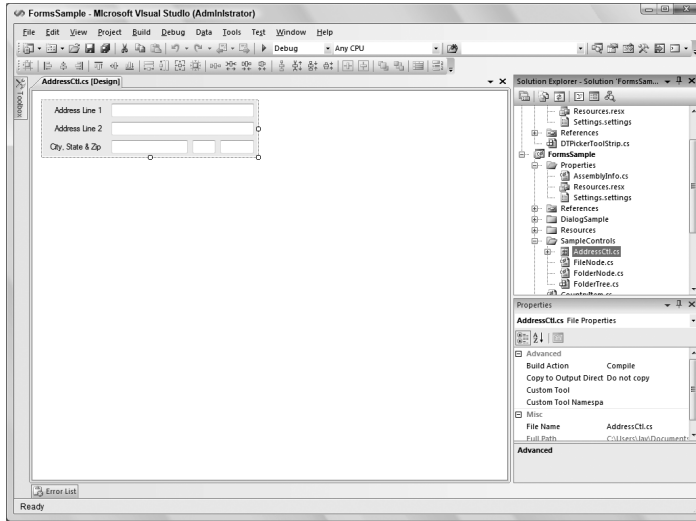 FormsSample - Microsoft Visual Studio (Administrator)
File Edit View Project Build Debug Data Tools Test Window Help
Debug Any CPU
Toolbox
AddressCtl.cs [Design]
Address Line 1
Address Line 2
City, State & Zip
Solution Explorer - Solution 'FormsSam...
Resources.resx
Settings.settings
References
DTPickerToolStrip.cs
FormsSample
Properties
AssemblyInfo.cs
Resources.resx
Settings.settings
References
DialogSample
Resources
SampleControls
AddressCtl.cs
FileNode.cs
FolderNode.cs
FolderTree.cs
CountryItem.cs
Properties
AddressCtl.cs File Properties
Advanced
Build Action Compile
Copy to Output Direct Do not copy
Custom Tool
Custom Tool Namespa
Misc
File Name AddressCtl.cs
Full Path C:\Users\Jay\Documents
Advanced
Error List
Ready